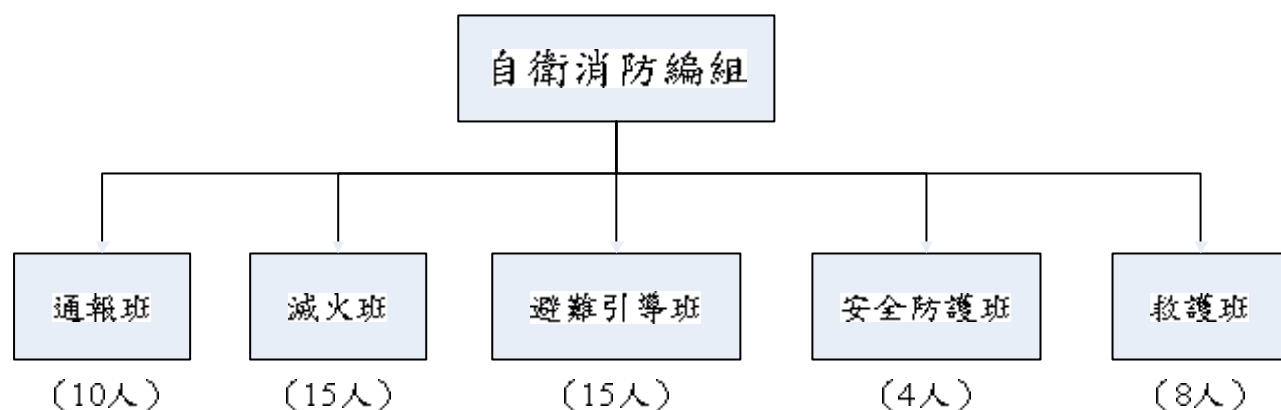 自衛消防編組
通報班
滅火班
避難引導班
安全防護班
救護班
（10人）
（15人）
（15人）
（4人）
（8人）